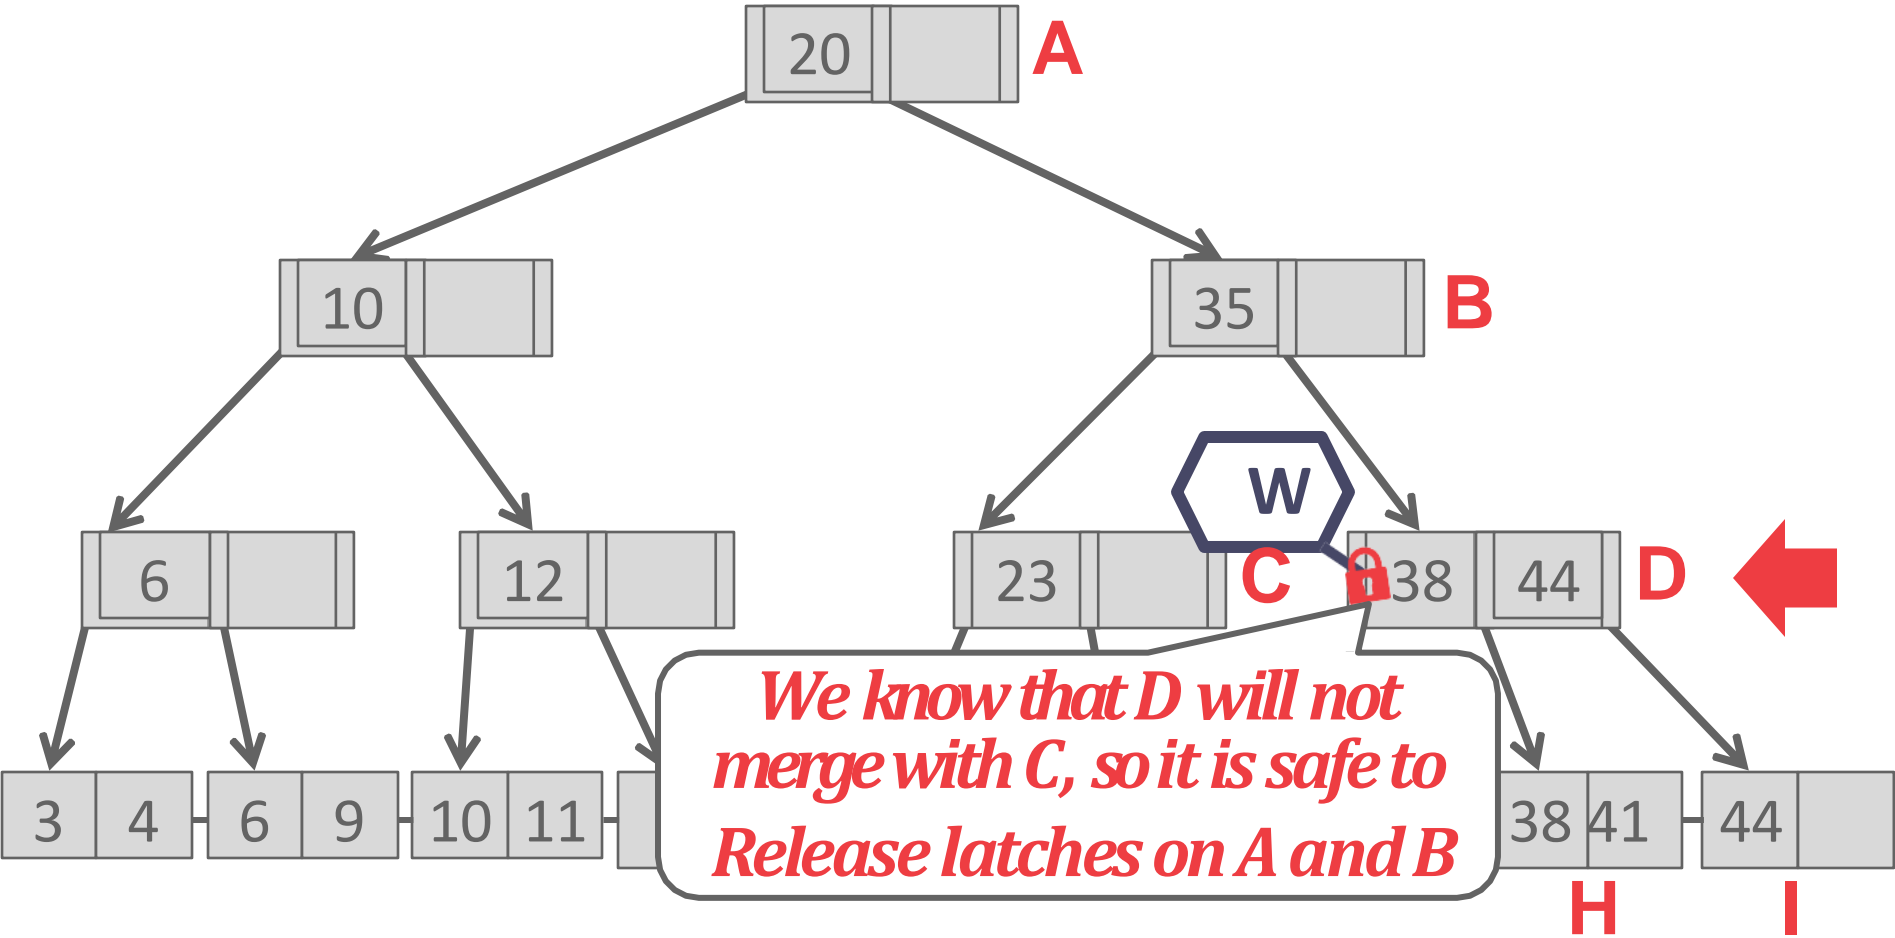 20 A
10 35 B
W
6 12 23 C 38 44 D
We know that D will not
merge with C, so it is safe to
Release latches on A and B
3 4 6 9 10 11 38 41 44
H I